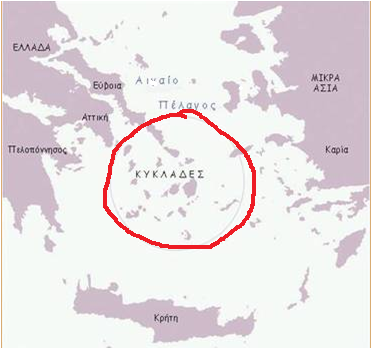 ΕΛΛΑΔΑ
Εύβοια
Αιγαίο
Πέλαγος
ΜΙΚΡΑ
ΑΣΙΑ
Αττική
Πελοπόννησος
Καρία
ΚΥΚΛΑΔΕΣ
Κρήτη